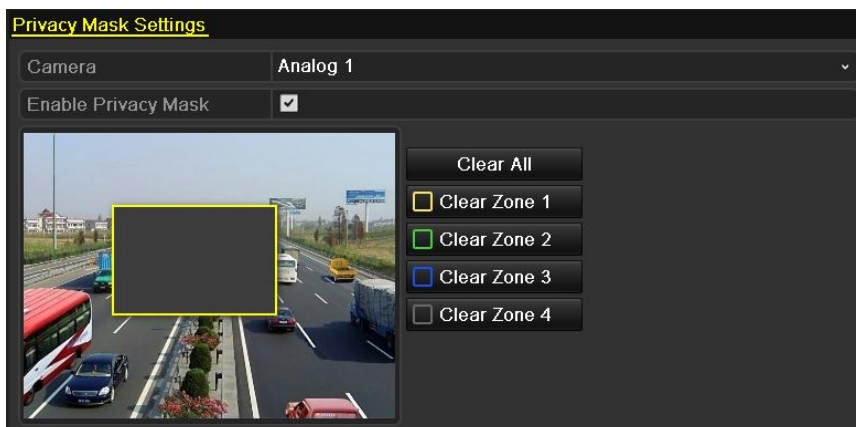 Privacy Mask Settings
Camera
Analog 1
Enable Privacy Mask
Clear All
Clear Zone 1
Clear Zone 2
Clear Zone 3
Clear Zone 4